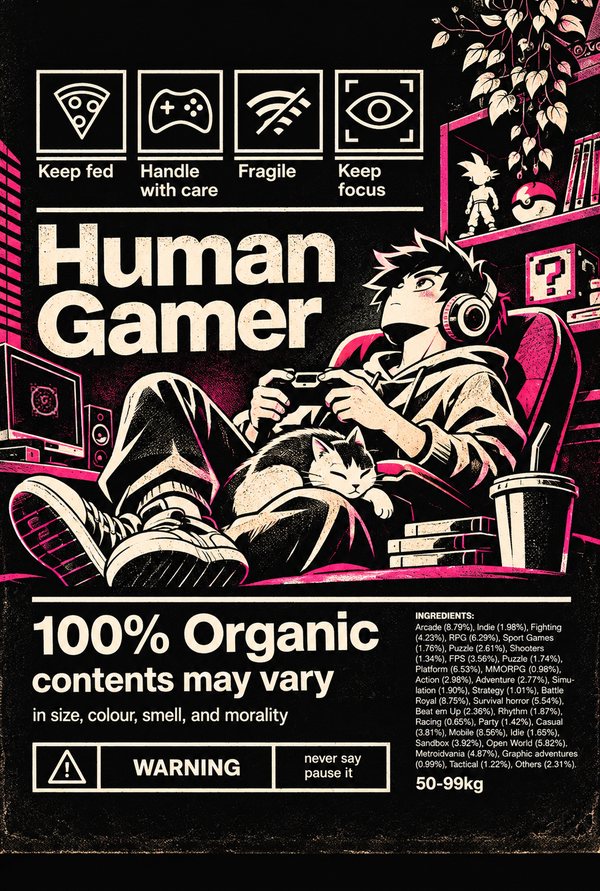 Keep fed
Handle
with care
Fragile
Keep
focus
Human
Gamer
?
100% Organic
contents may vary
in size, colour, smell, and morality
WARNING
never say
pause it
INGREDIENTS:
Arcade (8.79%), Indie (1.98%), Fighting
(4.23%), RPG (6.29%), Sport Games
(1.76%), Puzzle (2.61%), Shooters
(1.34%), FPS (3.56%), Puzzle (1.74%),
Platform (6.53%), MMORPG (0.98%),
Action (2.98%), Adventure (2.77%), Simu-
lation (1.90%), Strategy (1.01%), Battle
Royal (8.75%), Survival horror (5.54%),
Beat em Up (2.36%), Rhythm (1.87%),
Racing (0.65%), Party (1.42%), Casual
(3.81%), Mobile (8.56%), Idle (1.65%),
Sandbox (3.92%), Open World (5.82%),
Metroidvania (4.87%), Graphic adventures
(0.99%), Tactical (1.22%), Others (2.31%).
50-99kg